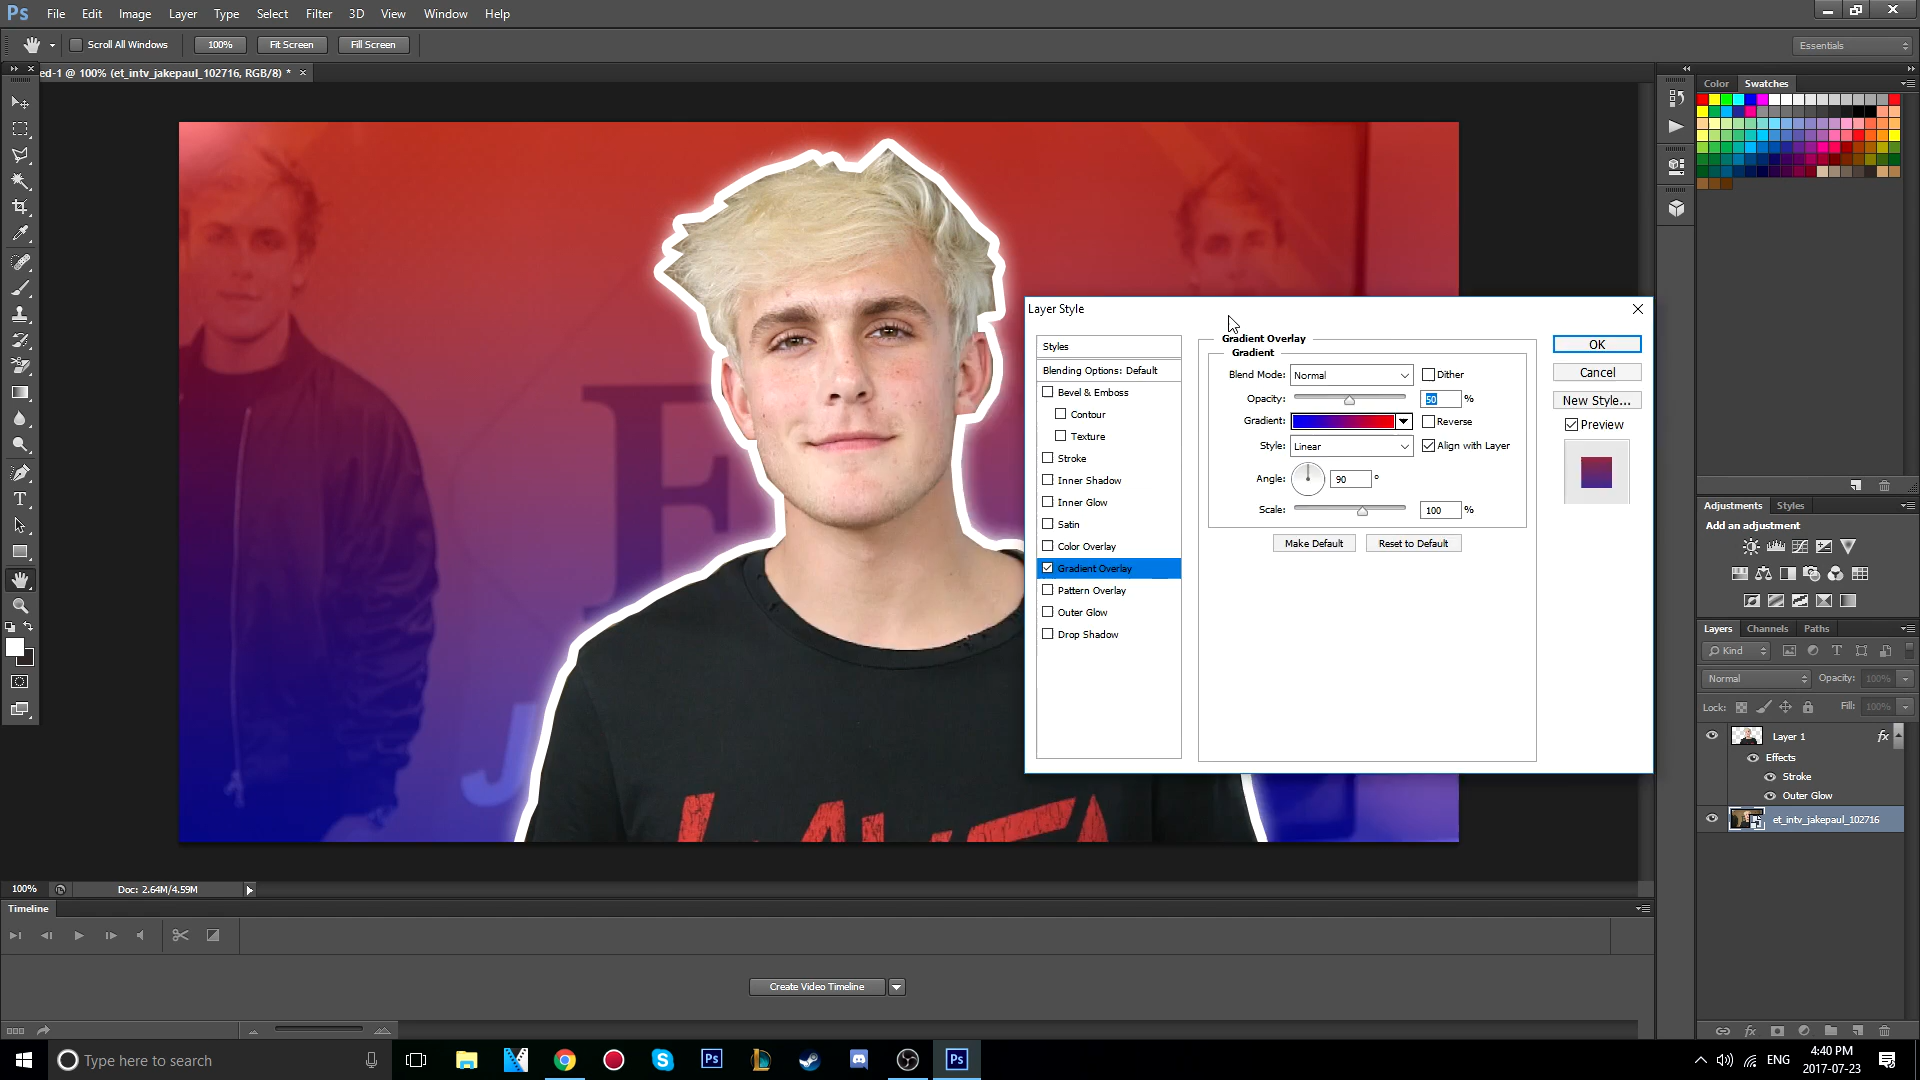 Ps File Edit Image Layer Type Select Filter 3D View Window Help
Scroll All Windows 100% Fit Screen Fill Screen Essentials
ed-1 @ 100% (et_intv_jakepaul_102716, RGB/8) * ×
Color Swatches
Layer Style
Styles
Blending Options: Default
Bevel & Emboss
Contour
Texture
Stroke
Inner Shadow
Inner Glow
Satin
Color Overlay
Gradient Overlay
Pattern Overlay
Outer Glow
Drop Shadow
Gradient Overlay
Gradient
Blend Mode: Normal Dither
Opacity: 50 %
Gradient: Reverse
Style: Linear Align with Layer
Angle: 90 °
Scale: 100 %
Make Default Reset to Default
OK
Cancel
New Style...
Preview
Adjustments Styles
Add an adjustment
Layers Channels Paths
Kind
Normal Opacity: 100%
Lock: Fill: 100%
Layer 1 fx
Effects
Stroke
Outer Glow
et_intv_jakepaul_102716
E
J
100% Doc: 2.64M/4.59M
Timeline
Create Video Timeline
fx
Type here to search
Ps
Ps
ENG
4:40 PM
2017-07-23